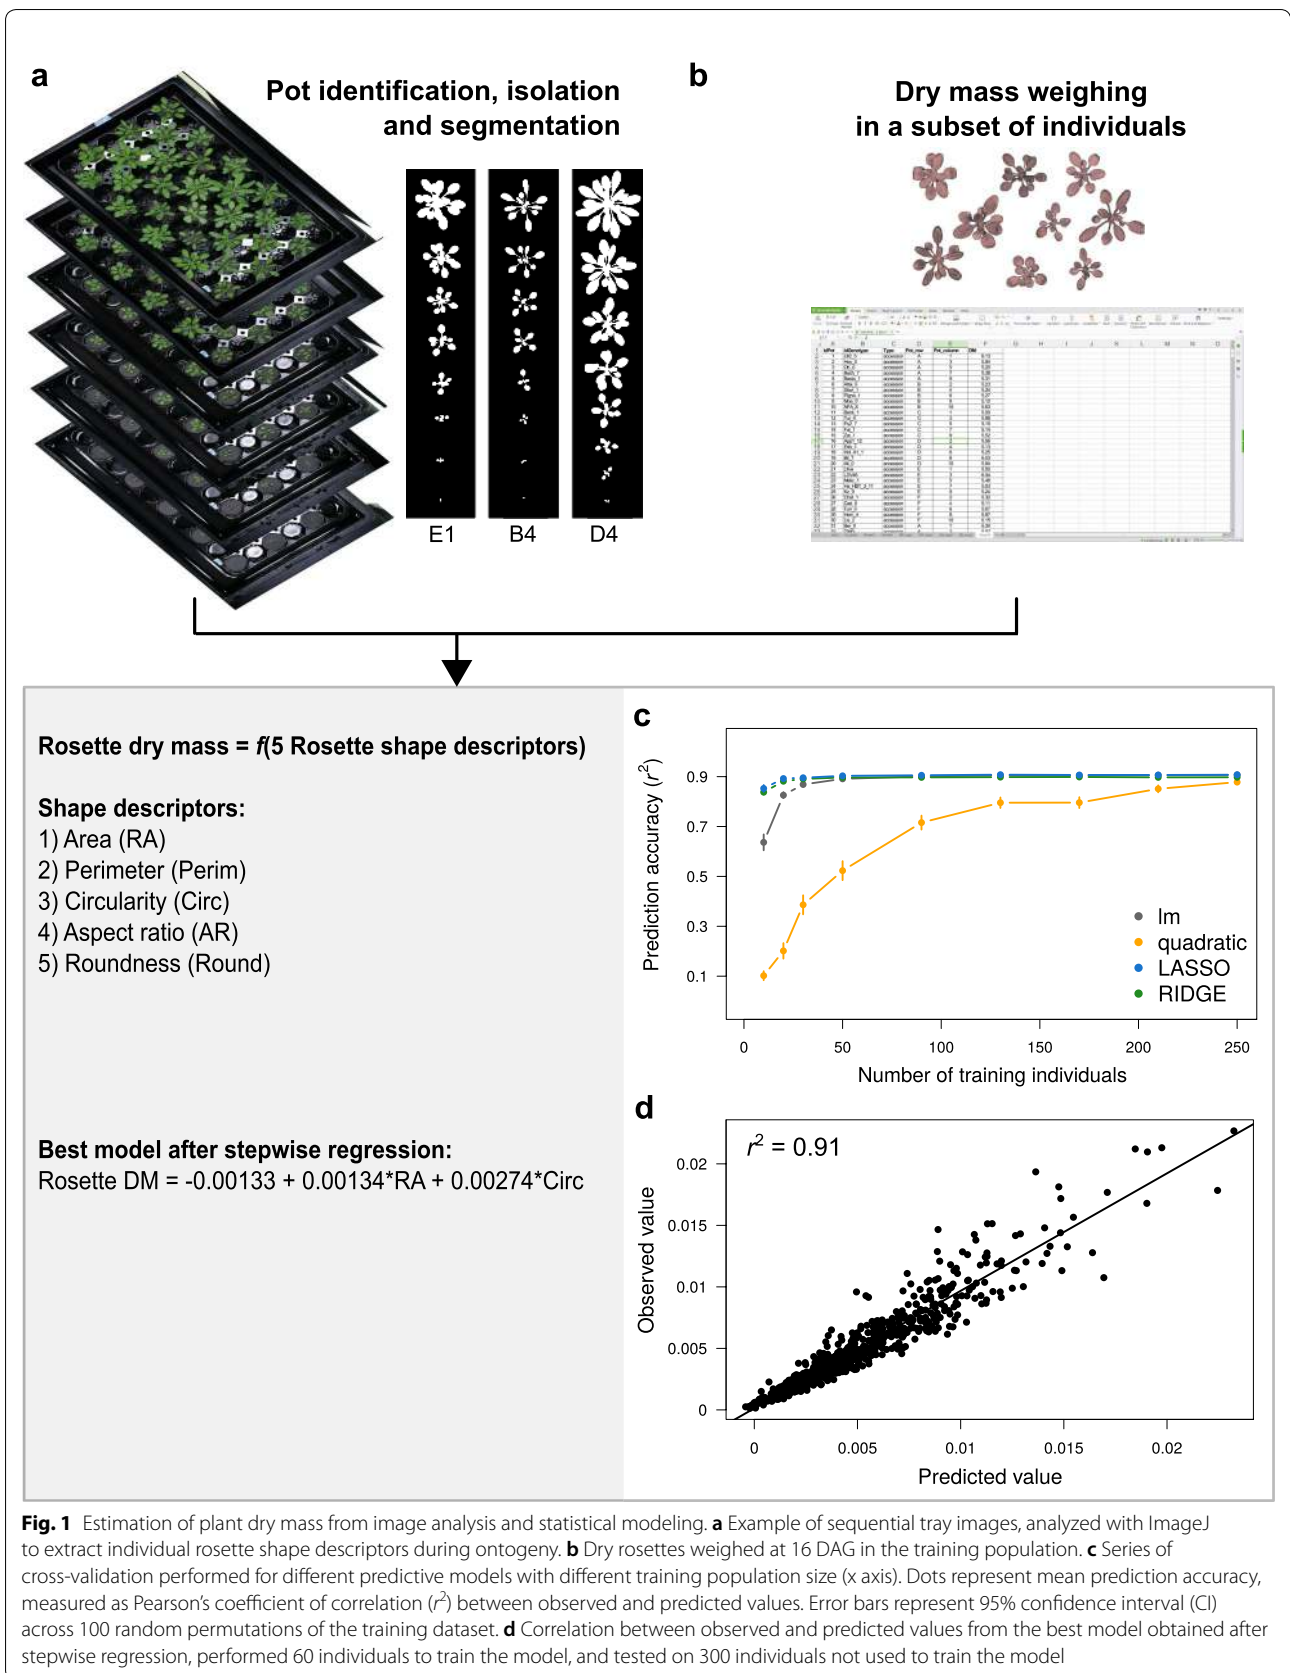 a
Pot identification, isolation
and segmentation
E1
B4
D4
b
Dry mass weighing
in a subset of individuals
Rosette dry mass = f(5 Rosette shape descriptors)
Shape descriptors:
1) Area (RA)
2) Perimeter (Perim)
3) Circularity (Circ)
4) Aspect ratio (AR)
5) Roundness (Round)
Best model after stepwise regression:
Rosette DM = -0.00133 + 0.00134*RA + 0.00274*Circ
c
Prediction accuracy (r²)
0.9
0.7
0.5
0.3
0.1
lm
quadratic
LASSO
RIDGE
0 50 100 150 200 250
Number of training individuals
d
r² = 0.91
Observed value
0.02
0.015
0.01
0.005
0
0 0.005 0.01 0.015 0.02
Predicted value
Fig. 1 Estimation of plant dry mass from image analysis and statistical modeling. a Example of sequential tray images, analyzed with ImageJ
to extract individual rosette shape descriptors during ontogeny. b Dry rosettes weighed at 16 DAG in the training population. c Series of
cross-validation performed for different predictive models with different training population size (x axis). Dots represent mean prediction accuracy,
measured as Pearson's coefficient of correlation (r²) between observed and predicted values. Error bars represent 95% confidence interval (CI)
across 100 random permutations of the training dataset. d Correlation between observed and predicted values from the best model obtained after
stepwise regression, performed 60 individuals to train the model, and tested on 300 individuals not used to train the model